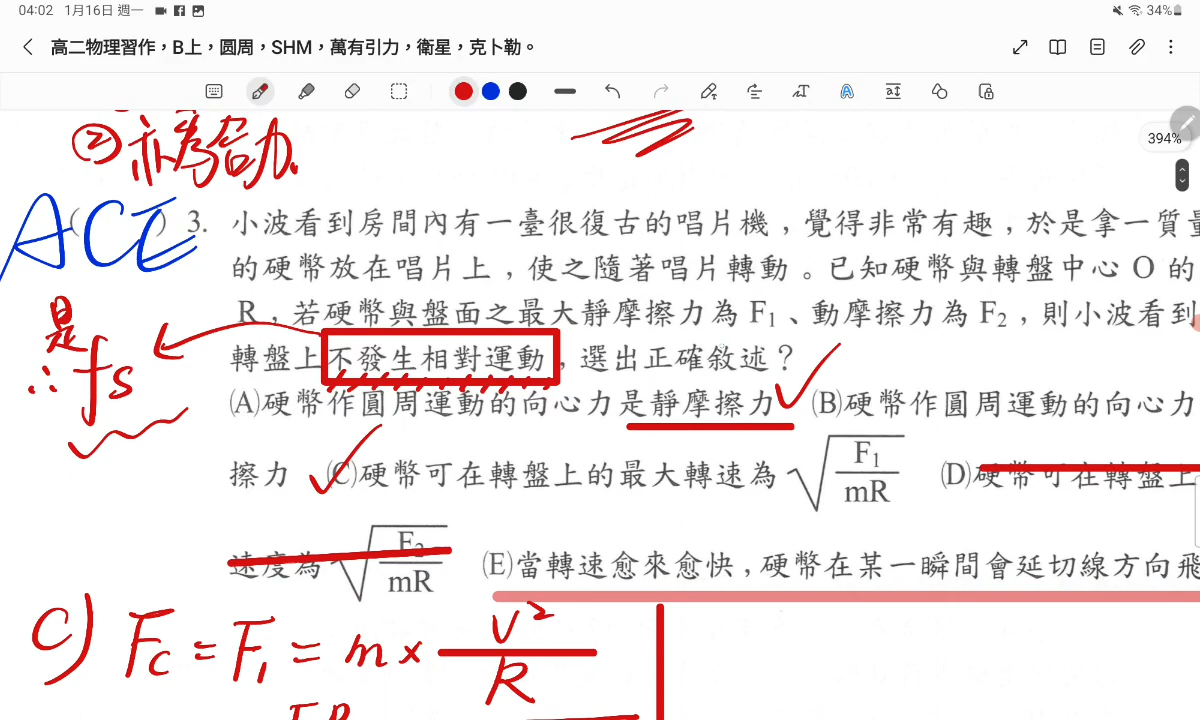 04:02 1月16日 週一 34%
高二物理習作，B上，圓周，SHM，萬有引力，衛星，克卜勒。
394%
② 亦為合力.
ACE
( ) 3. 小波看到房間內有一臺很復古的唱片機，覺得非常有趣，於是拿一質量
的硬幣放在唱片上，使之隨著唱片轉動。已知硬幣與轉盤中心 O 的
R，若硬幣與盤面之最大靜摩擦力為 F₁、動摩擦力為 F₂，則小波看到
是
轉盤上不發生相對運動，選出正確敘述？
∴ fs
(A)硬幣作圓周運動的向心力是靜摩擦力 (B)硬幣作圓周運動的向心力
擦力 (C)硬幣可在轉盤上的最大轉速為 √(F₁/mR) (D)硬幣可在轉盤上
速度為 √(F₂/mR) (E)當轉速愈來愈快，硬幣在某一瞬間會延切線方向飛
C) Fc = F₁ = m × v²/R